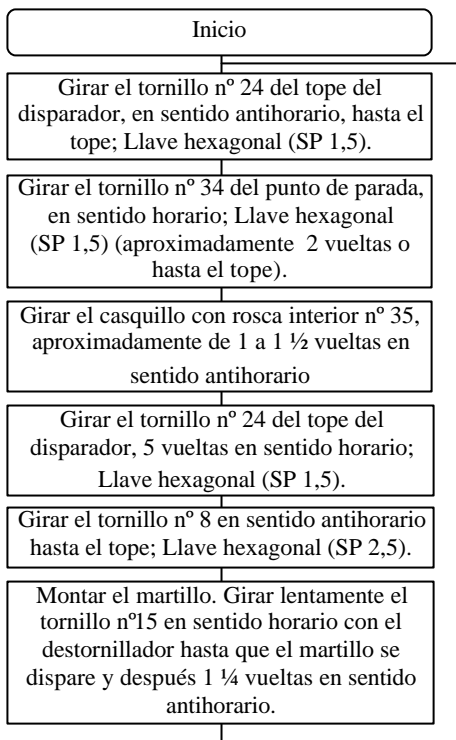 Inicio
Girar el tornillo nº 24 del tope del
disparador, en sentido antihorario, hasta el
tope; Llave hexagonal (SP 1,5).
Girar el tornillo nº 34 del punto de parada,
en sentido horario; Llave hexagonal
(SP 1,5) (aproximadamente 2 vueltas o
hasta el tope).
Girar el casquillo con rosca interior nº 35,
aproximadamente de 1 a 1 ½ vueltas en
sentido antihorario
Girar el tornillo nº 24 del tope del
disparador, 5 vueltas en sentido horario;
Llave hexagonal (SP 1,5).
Girar el tornillo nº 8 en sentido antihorario
hasta el tope; Llave hexagonal (SP 2,5).
Montar el martillo. Girar lentamente el
tornillo nº15 en sentido horario con el
destornillador hasta que el martillo se
dispare y después 1 ¼ vueltas en sentido
antihorario.